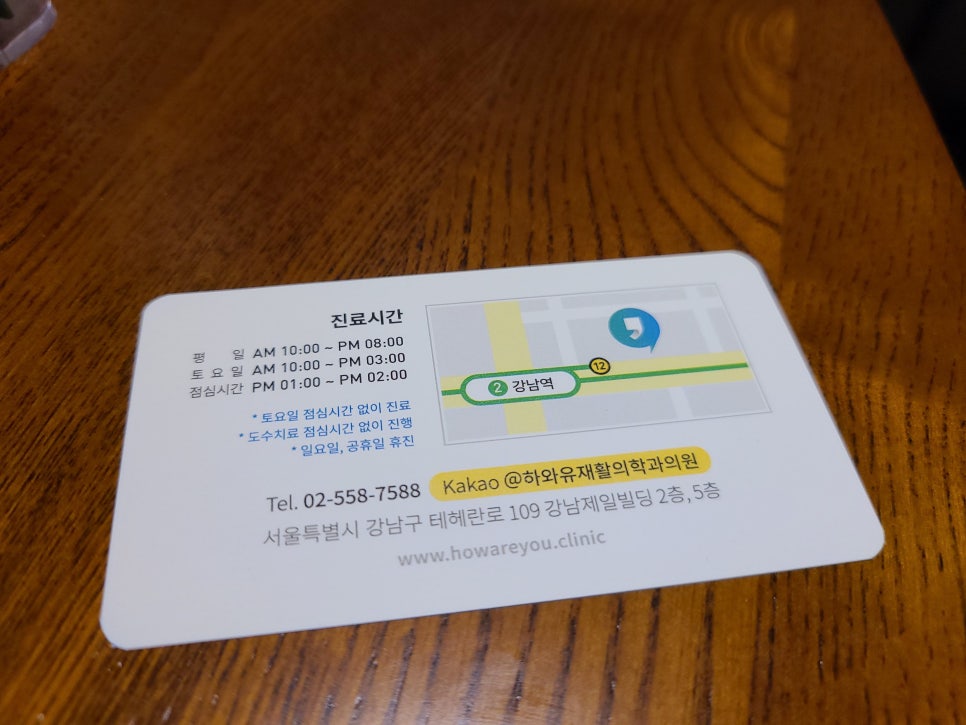 진료시간
평 일 AM 10:00 ~ PM 08:00
토 요 일 AM 10:00 ~ PM 03:00
점심시간 PM 01:00 ~ PM 02:00
* 토요일 점심시간 없이 진료
* 도수치료 점심시간 없이 진행
* 일요일, 공휴일 휴진
12
2 강남역
Tel. 02-558-7588 Kakao @하와유재활의학과의원
서울특별시 강남구 테헤란로 109 강남제일빌딩 2층, 5층
www.howareyou.clinic